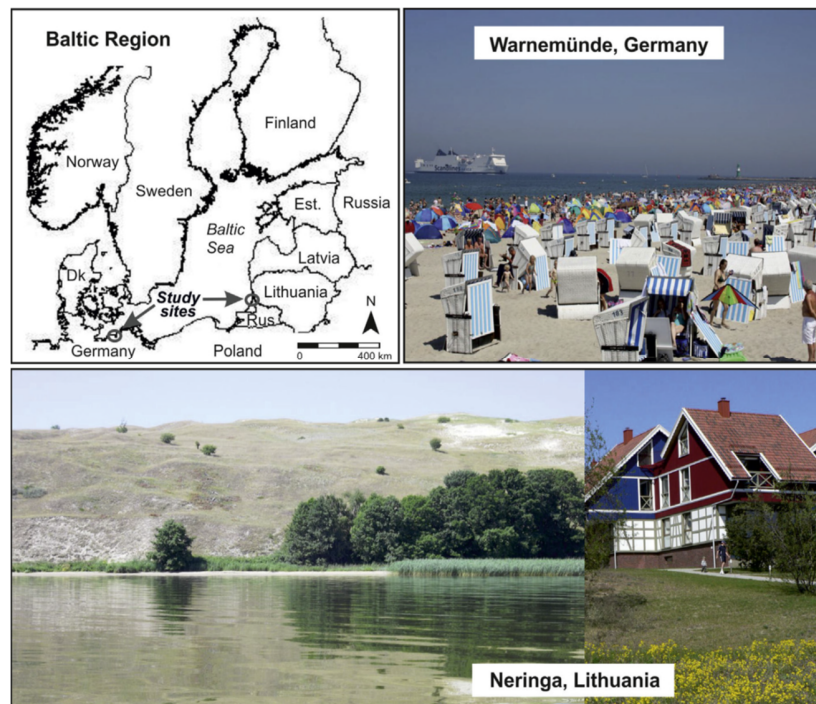 Baltic Region
Finland
Norway
Sweden
Est.
Russia
Baltic
Sea
Latvia
Dk
Lithuania
Study
sites
N
Rus
Germany
Poland
0
400 km
Warnemünde, Germany
Neringa, Lithuania